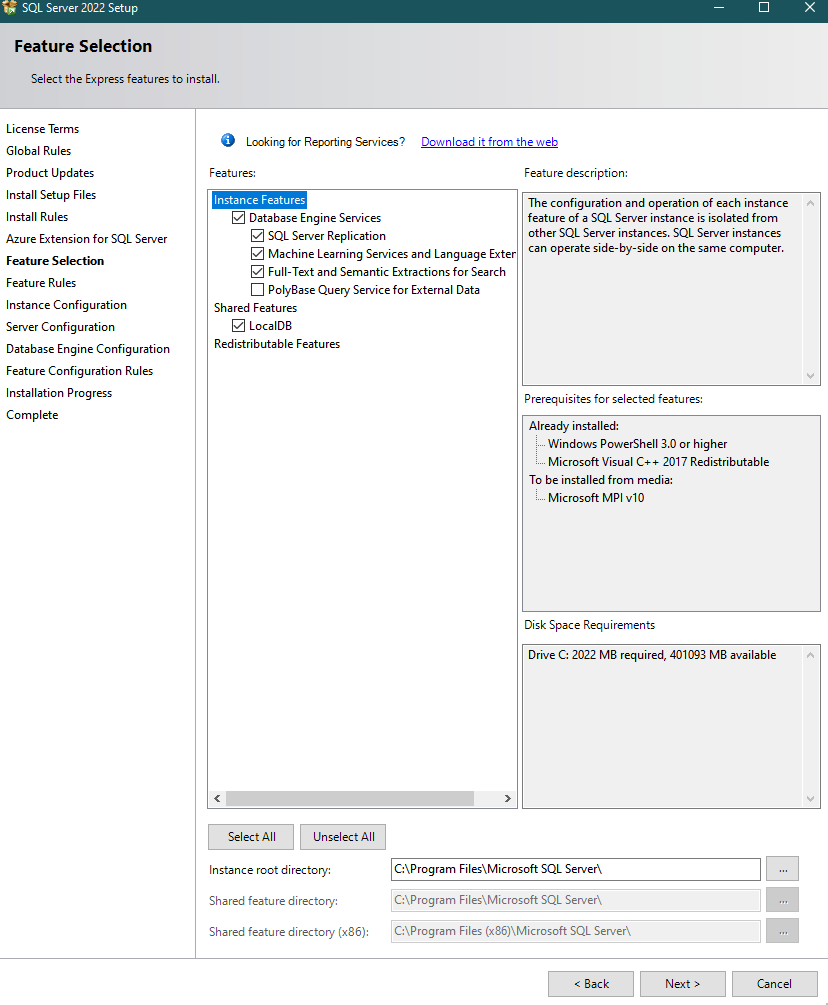 SQL Server 2022 Setup
Feature Selection
Select the Express features to install.
License Terms
Global Rules
Product Updates
Install Setup Files
Install Rules
Azure Extension for SQL Server
Feature Selection
Feature Rules
Instance Configuration
Server Configuration
Database Engine Configuration
Feature Configuration Rules
Installation Progress
Complete
Looking for Reporting Services? Download it from the web
Features:
Instance Features
Database Engine Services
SQL Server Replication
Machine Learning Services and Language Exter
Full-Text and Semantic Extractions for Search
PolyBase Query Service for External Data
Shared Features
LocalDB
Redistributable Features
Feature description:
The configuration and operation of each instance
feature of a SQL Server instance is isolated from
other SQL Server instances. SQL Server instances
can operate side-by-side on the same computer.
Prerequisites for selected features:
Already installed:
Windows PowerShell 3.0 or higher
Microsoft Visual C++ 2017 Redistributable
To be installed from media:
Microsoft MPI v10
Disk Space Requirements
Drive C: 2022 MB required, 401093 MB available
Select All
Unselect All
Instance root directory: C:\Program Files\Microsoft SQL Server\ ...
Shared feature directory: C:\Program Files\Microsoft SQL Server\ ...
Shared feature directory (x86): C:\Program Files (x86)\Microsoft SQL Server\ ...
< Back
Next >
Cancel